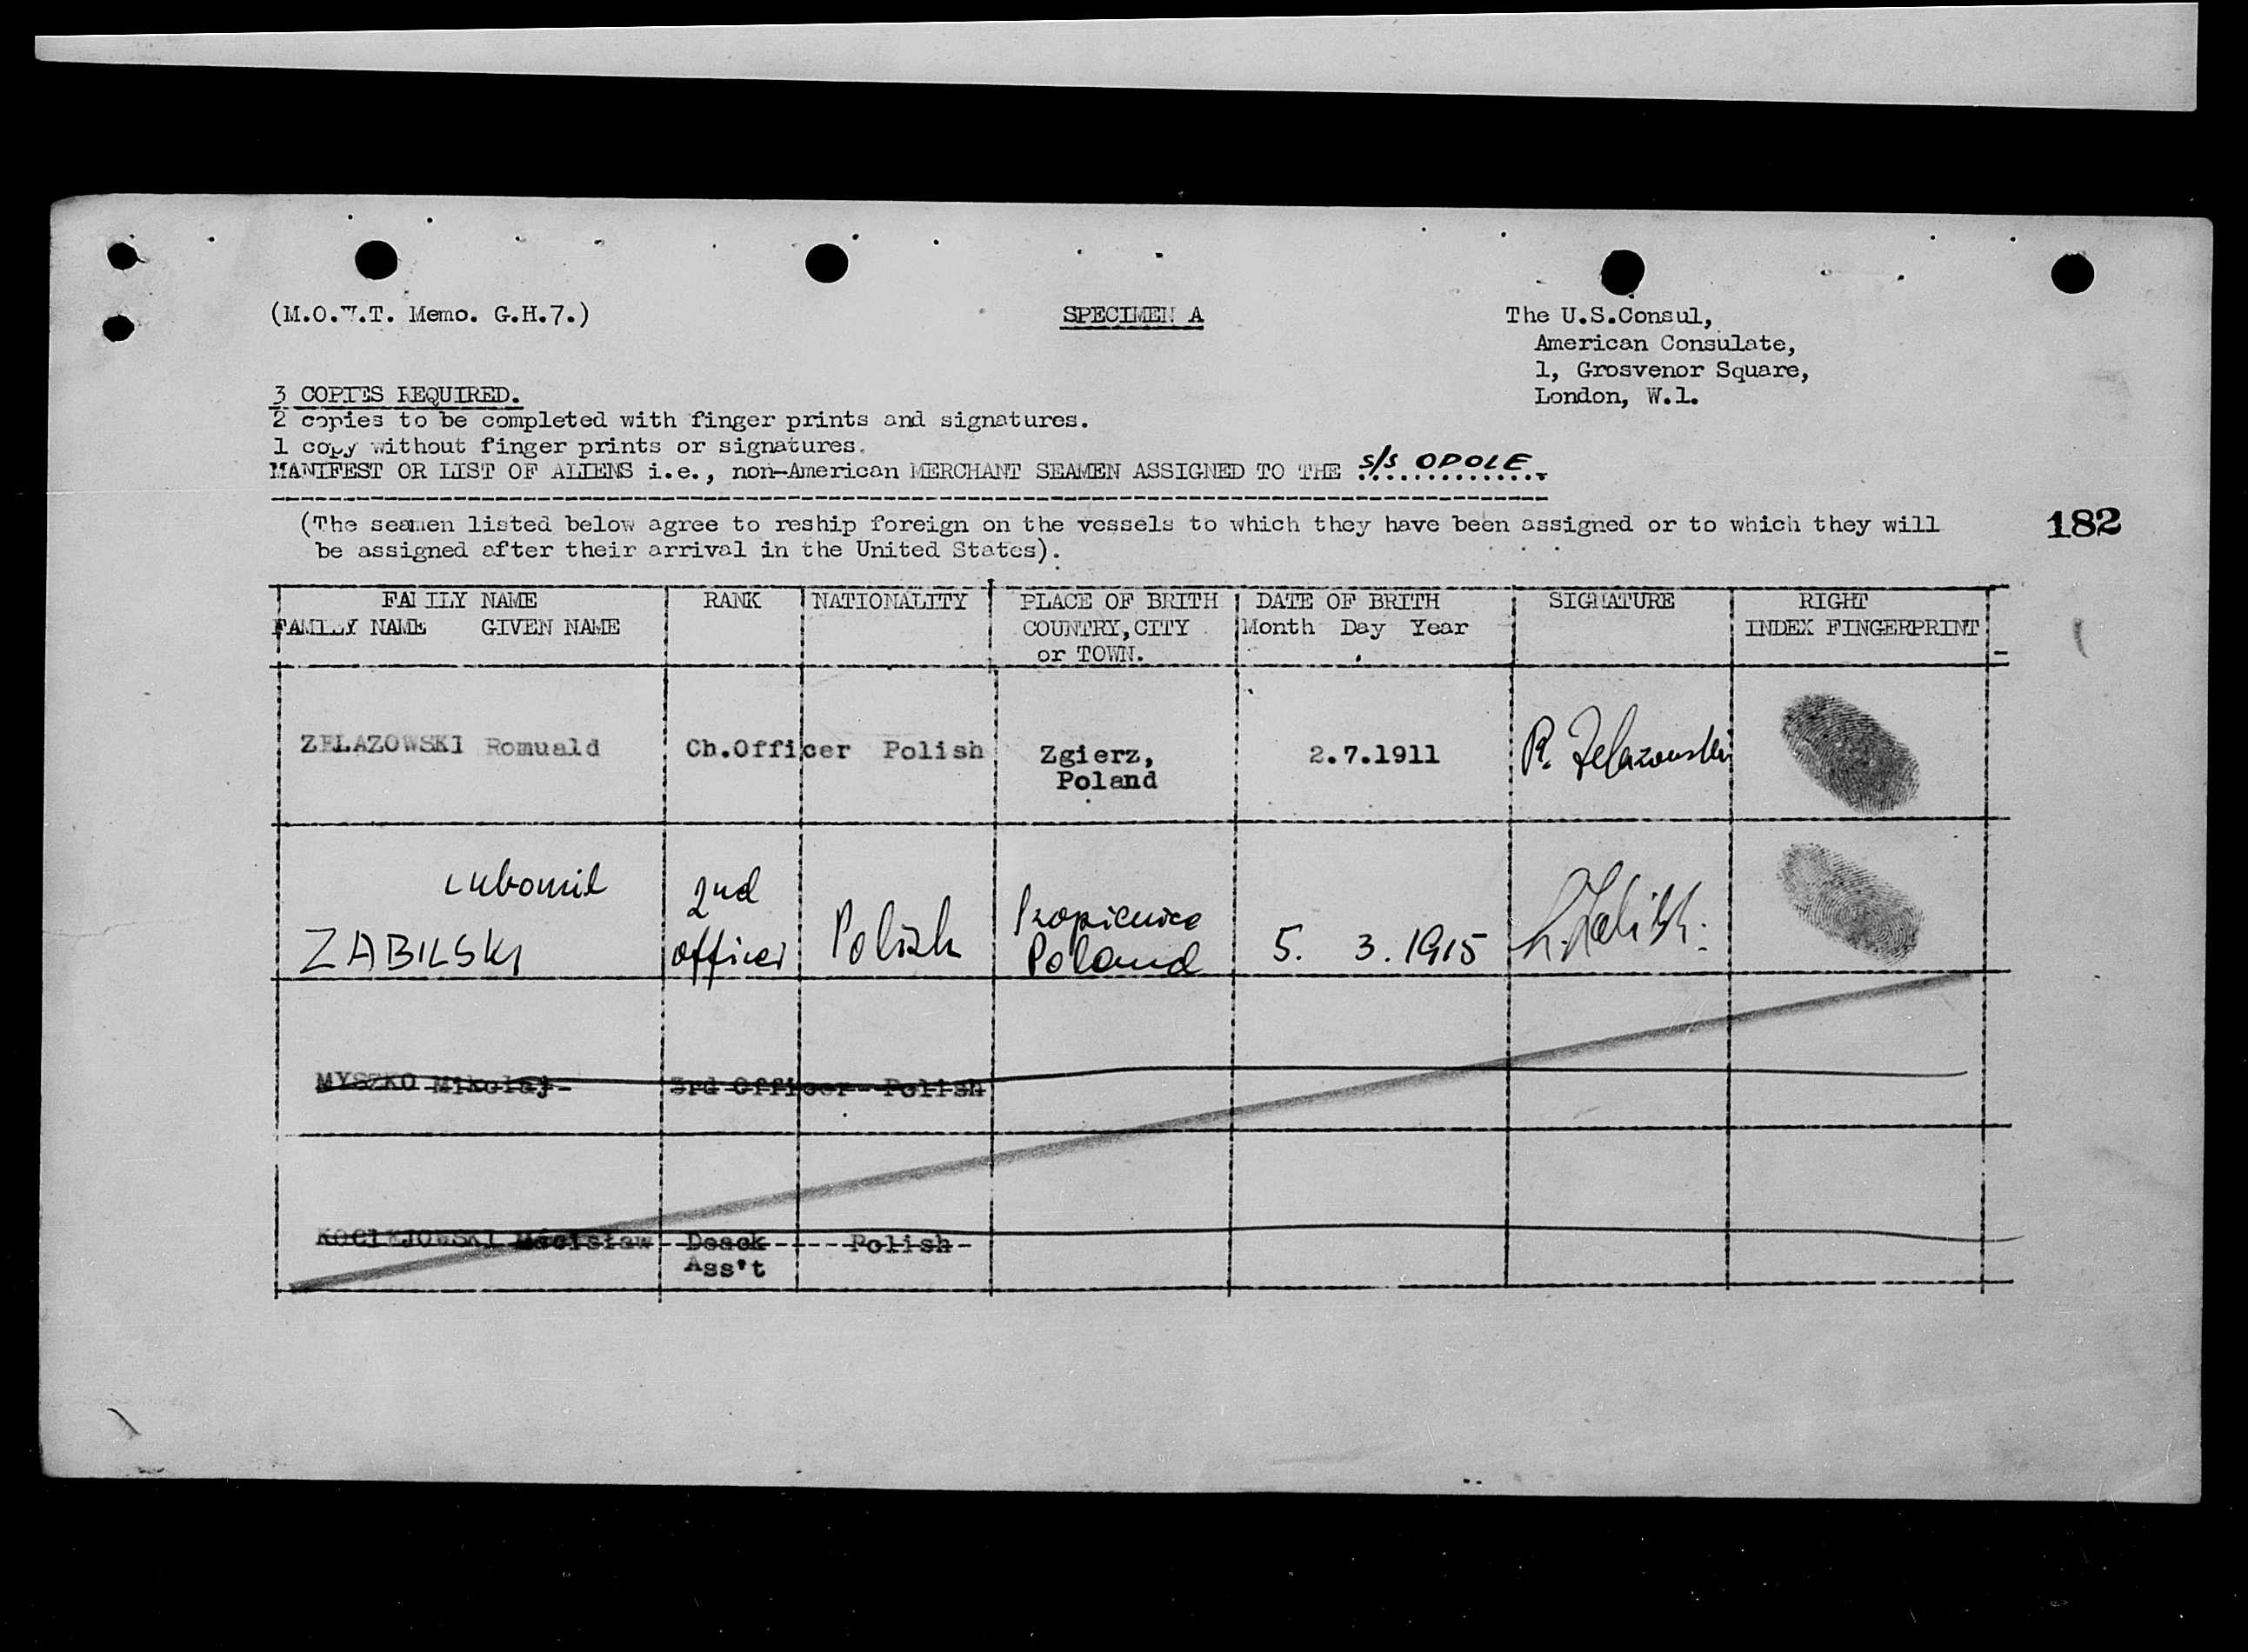 (M.O.W.T. Memo. G.H.7.) SPECIMEN A The U.S.Consul,
American Consulate,
1, Grosvenor Square,
London, W.1.
3 COPIES REQUIRED.
2 copies to be completed with finger prints and signatures.
1 copy without finger prints or signatures.
MANIFEST OR LIST OF ALIENS i.e., non-American MERCHANT SEAMEN ASSIGNED TO THE S/S OPOLE
(The seamen listed below agree to reship foreign on the vessels to which they have been assigned or to which they will
be assigned after their arrival in the United States).
182
FAMILY NAME RANK NATIONALITY PLACE OF BRITH DATE OF BRITH SIGNATURE RIGHT
FAMILY NAME GIVEN NAME COUNTRY, CITY Month Day Year INDEX FINGERPRINT
or TOWN.
ZELAZOWSKI Romuald Ch.Officer Polish Zgierz, 2.7.1911 R. Zelazowski
Poland
Lubomil 2nd
ZABILSKI officer Polish Poland 5. 3. 1915
MYSZKO Mikolaj 3rd Officer Polish
KOCIEJOWSKI Polish
Ass't